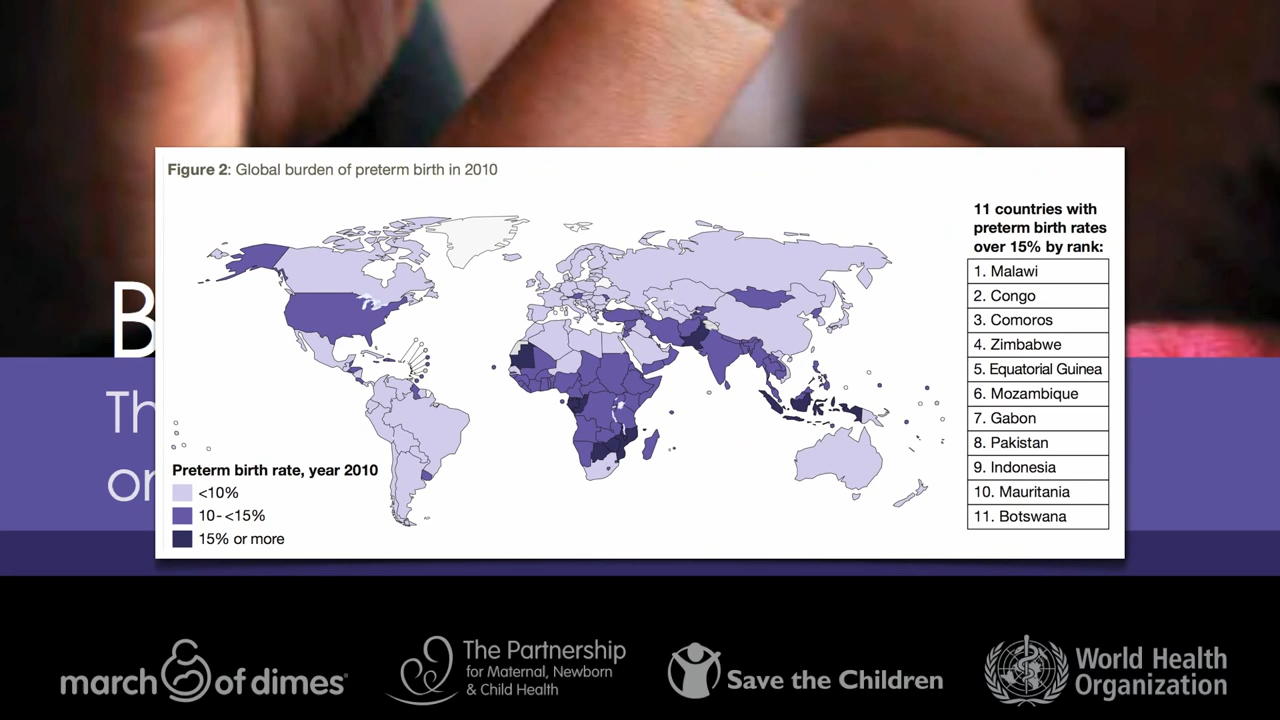 Figure 2: Global burden of preterm birth in 2010
11 countries with
preterm birth rates
over 15% by rank:
1. Malawi
2. Congo
3. Comoros
4. Zimbabwe
5. Equatorial Guinea
6. Mozambique
7. Gabon
8. Pakistan
9. Indonesia
10. Mauritania
11. Botswana
B
Th
or
Preterm birth rate, year 2010
<10%
10-<15%
15% or more
march of dimes®
The Partnership
for Maternal, Newborn
& Child Health
Save the Children
World Health
Organization